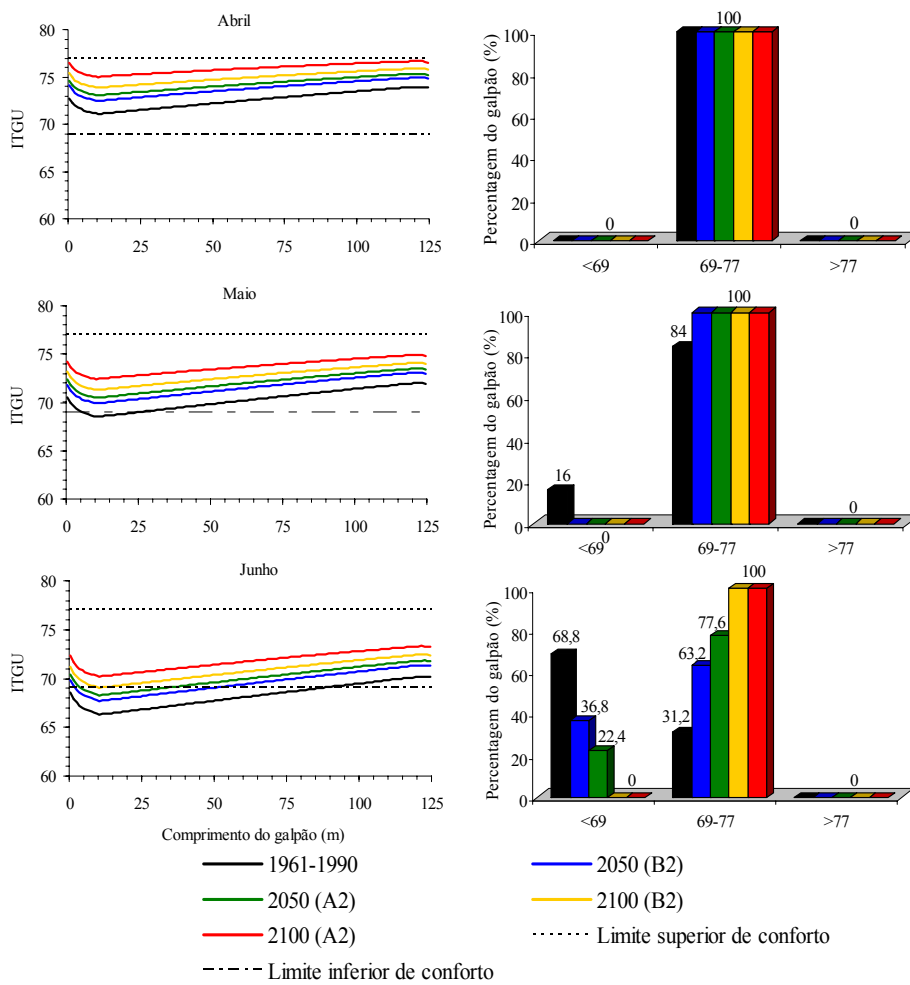 Abril
80
75
70
65
60
ITGU
0 25 50 75 100 125
100
80
60
40
20
0
Percentagem do galpão (%)
0
100
0
<69 69-77 >77
Maio
80
75
70
65
60
ITGU
0 25 50 75 100 125
100
80
60
40
20
0
Percentagem do galpão (%)
16
0
84
100
0
<69 69-77 >77
Junho
80
75
70
65
60
ITGU
0 25 50 75 100 125
Comprimento do galpão (m)
100
80
60
40
20
0
Percentagem do galpão (%)
68,8
36,8
22,4
0
31,2
63,2
77,6
100
0
<69 69-77 >77
1961-1990
2050 (B2)
2050 (A2)
2100 (B2)
2100 (A2)
Limite superior de conforto
Limite inferior de conforto